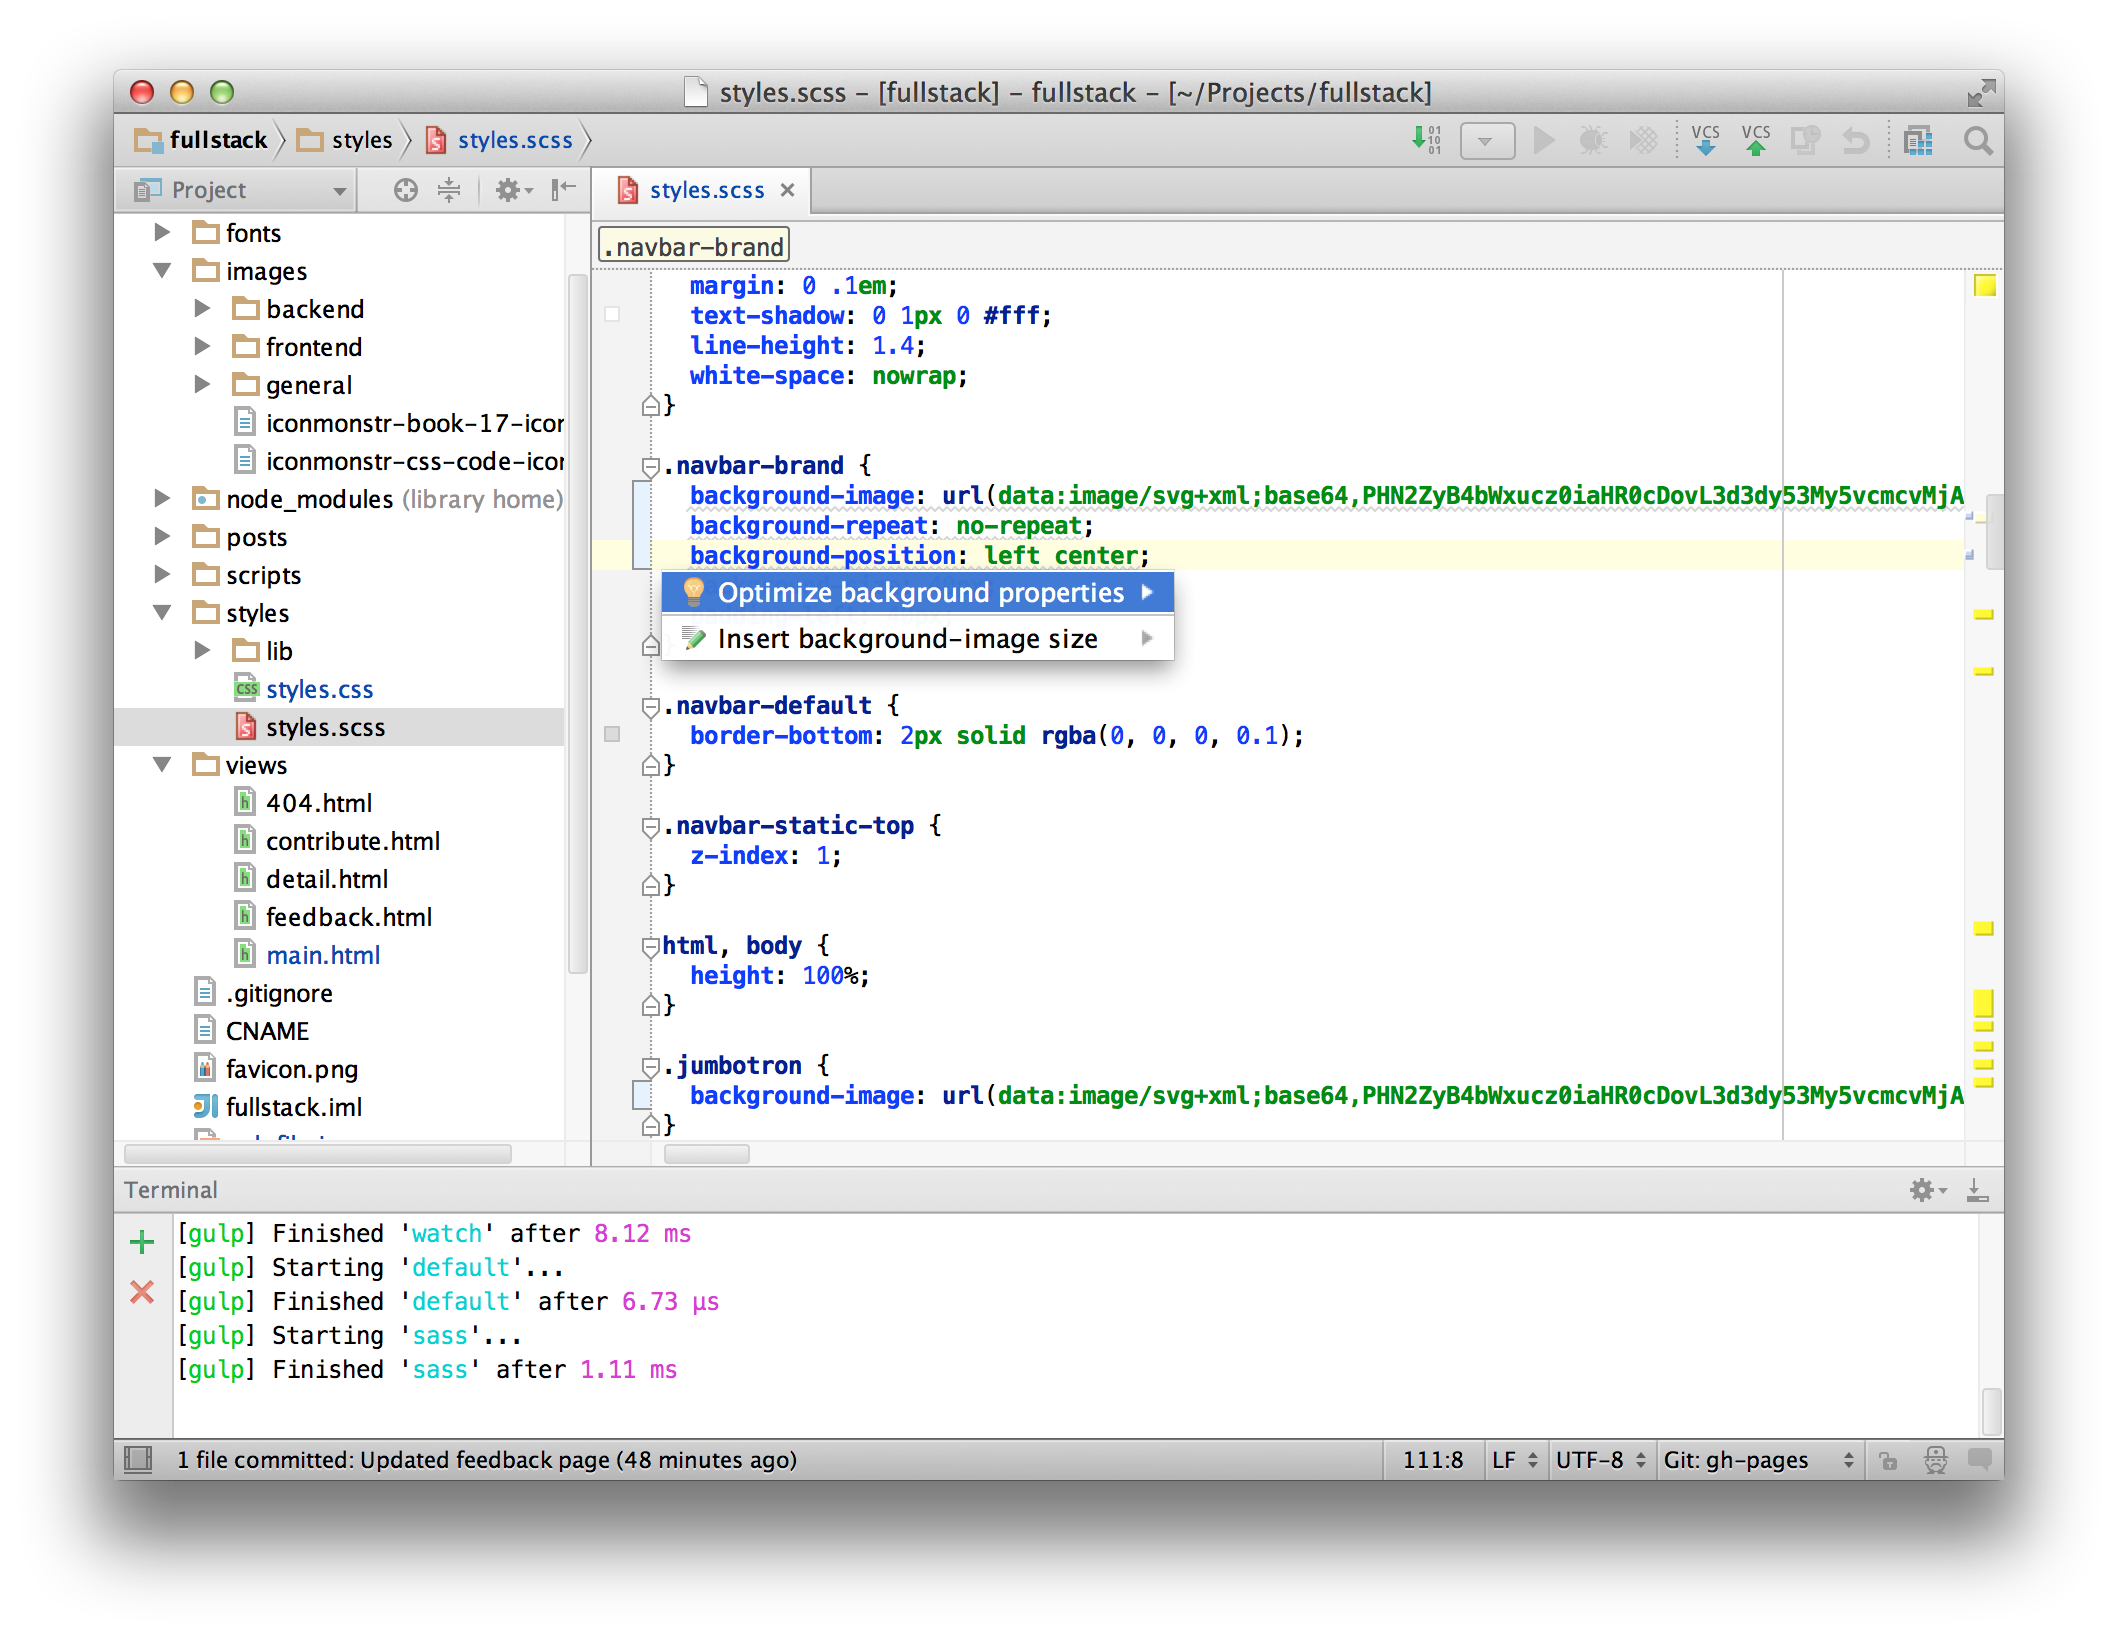 styles.scss – [fullstack] – fullstack – [~/Projects/fullstack]
fullstack styles styles.scss
01
10
01
VCS VCS
Project
styles.scss
fonts
images
backend
frontend
general
iconmonstr-book-17-icon
iconmonstr-css-code-icon
node_modules (library home)
posts
scripts
styles
lib
styles.css
styles.scss
views
404.html
contribute.html
detail.html
feedback.html
main.html
.gitignore
CNAME
favicon.png
fullstack.iml
.navbar-brand
margin: 0 .1em;
text-shadow: 0 1px 0 #fff;
line-height: 1.4;
white-space: nowrap;
}
.navbar-brand {
background-image: url(data:image/svg+xml;base64,PHN2ZyB4bWxucz0iaHR0cDovL3d3dy53My5vcmcvMjA
background-repeat: no-repeat;
background-position: left center;
Optimize background properties
Insert background-image size
.navbar-default {
border-bottom: 2px solid rgba(0, 0, 0, 0.1);
}
.navbar-static-top {
z-index: 1;
}
html, body {
height: 100%;
}
.jumbotron {
background-image: url(data:image/svg+xml;base64,PHN2ZyB4bWxucz0iaHR0cDovL3d3dy53My5vcmcvMjA
}
Terminal
[gulp] Finished 'watch' after 8.12 ms
[gulp] Starting 'default'...
[gulp] Finished 'default' after 6.73 μs
[gulp] Starting 'sass'...
[gulp] Finished 'sass' after 1.11 ms
1 file committed: Updated feedback page (48 minutes ago)
111:8 LF UTF-8 Git: gh-pages